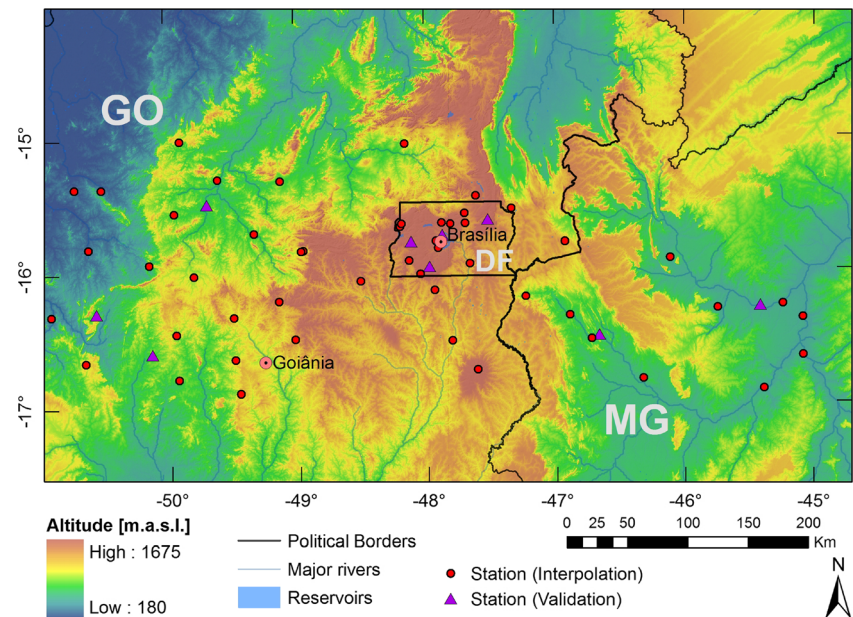 GO
-15°
Brasília
DF
-16°
Goiânia
-17°
MG
-50° -49° -48° -47° -46° -45°
Altitude [m.a.s.l.]
High : 1675
Low : 180
Political Borders
Major rivers
Reservoirs
0 25 50 100 150 200
Km
Station (Interpolation)
Station (Validation)
N